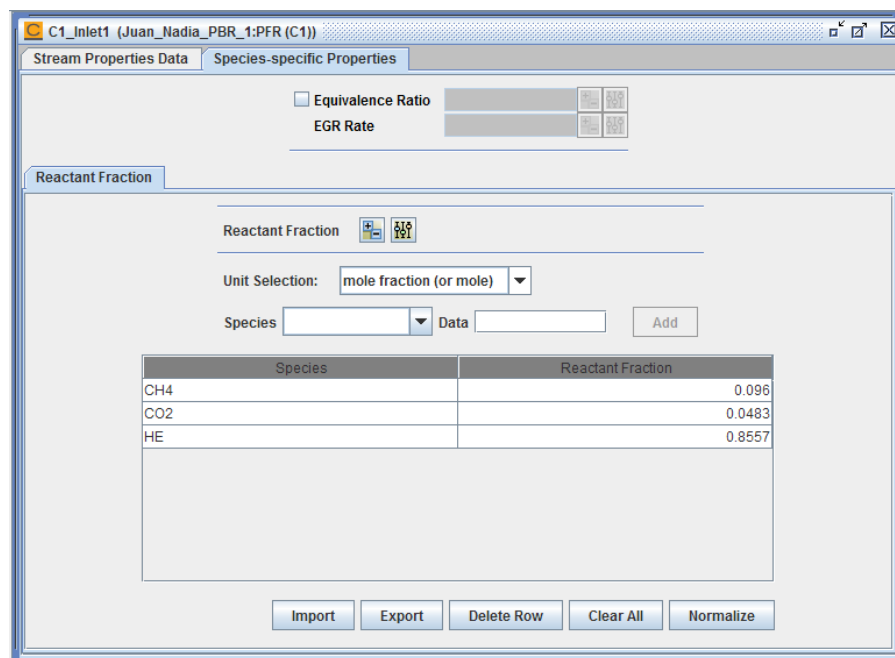 C C1_Inlet1 (Juan_Nadia_PBR_1:PFR (C1))
Stream Properties Data Species-specific Properties
Equivalence Ratio
EGR Rate
Reactant Fraction
Reactant Fraction
Unit Selection: mole fraction (or mole)
Species Data Add
Species Reactant Fraction
CH4 0.096
CO2 0.0483
HE 0.8557
Import Export Delete Row Clear All Normalize